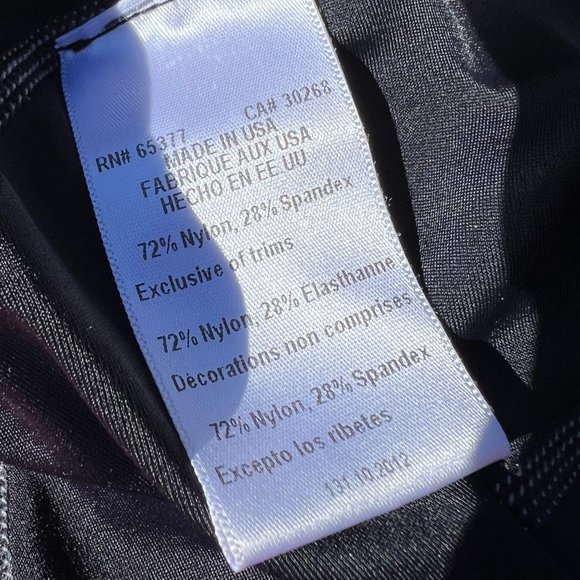 RN# 65377 CA# 30268
MADE IN USA
FABRIQUE AUX USA
HECHO EN EE.UU
72% Nylon, 28% Spandex
Exclusive of trims
72% Nylon, 28% Elasthanne
Décorations non comprises
72% Nylon, 28% Spandex
Excepto los ribetes
131.10.2012